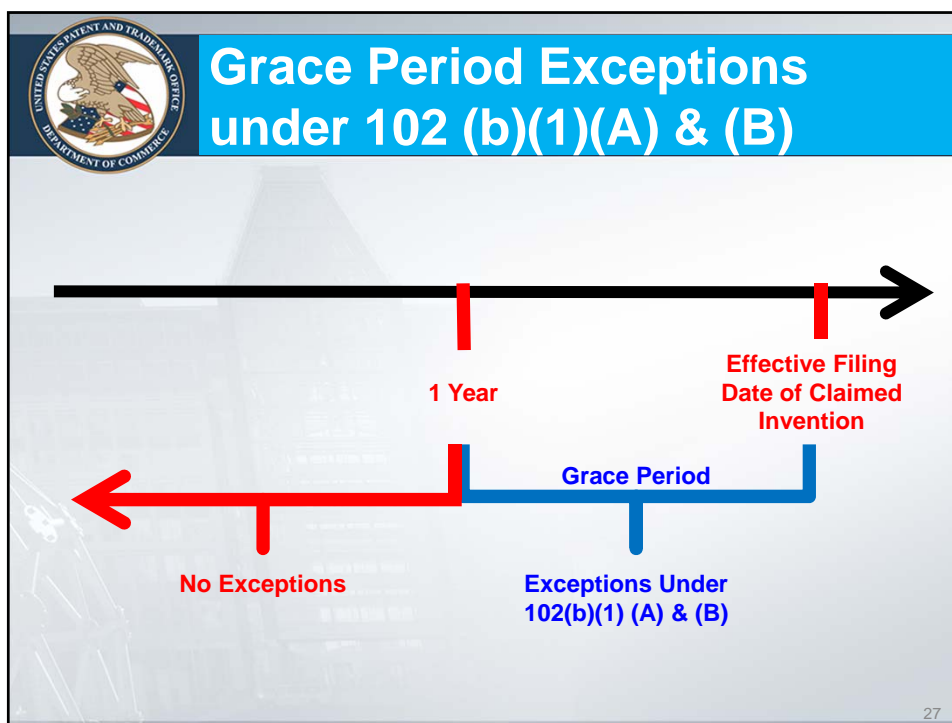 UNITED STATES PATENT AND TRADEMARK OFFICE
DEPARTMENT OF COMMERCE
Grace Period Exceptions
under 102 (b)(1)(A) & (B)
1 Year
Effective Filing
Date of Claimed
Invention
Grace Period
No Exceptions
Exceptions Under
102(b)(1) (A) & (B)
27